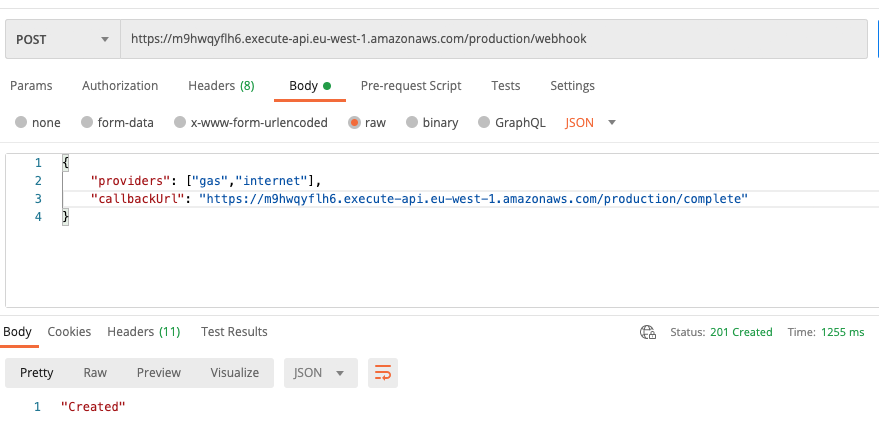 POST https://m9hwqyflh6.execute-api.eu-west-1.amazonaws.com/production/webhook
Params Authorization Headers (8) Body Pre-request Script Tests Settings
none form-data x-www-form-urlencoded raw binary GraphQL JSON
1 {
2 "providers": ["gas","internet"],
3 "callbackUrl": "https://m9hwqyflh6.execute-api.eu-west-1.amazonaws.com/production/complete"
4 }
Body Cookies Headers (11) Test Results Status: 201 Created Time: 1255 ms
Pretty Raw Preview Visualize JSON
1 "Created"